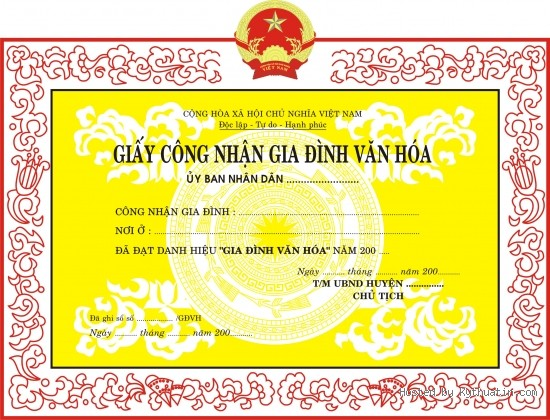 VIỆT NAM
CỘNG HÒA XÃ HỘI CHỦ NGHĨA VIỆT NAM
Độc lập - Tự do - Hạnh phúc
GIẤY CÔNG NHẬN GIA ĐÌNH VĂN HÓA
ỦY BAN NHÂN DÂN .........................
CÔNG NHẬN GIA ĐÌNH : ...............................................................
NƠI Ở : ............................................................................................
ĐÃ ĐẠT DANH HIỆU "GIA ĐÌNH VĂN HÓA" NĂM 200 ....
Ngày .......... tháng .......... năm 200..........
T/M UBND HUYỆN ...............
CHỦ TỊCH
Đã ghi sổ số .................. /GĐVH
Ngày .......... tháng .......... năm 200..........
Hosted by Kythuatin.com